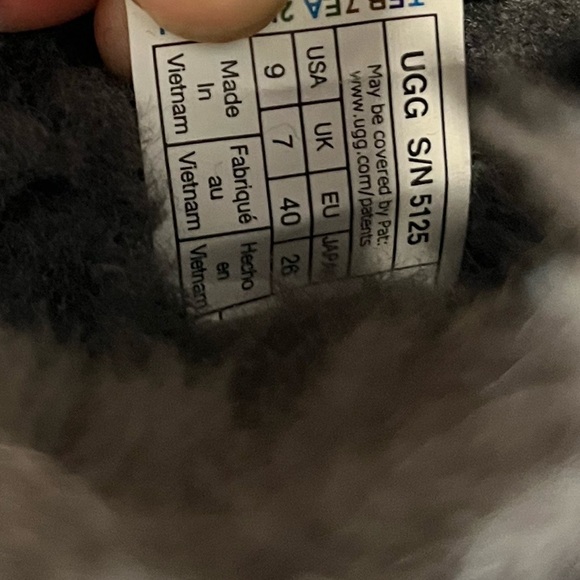 UGG S/N 5125
May be covered by Pat:
www.ugg.com/patents
USA UK EU
9 7 40 26
Made In Vietnam
Fabriqué au Vietnam
Hecho en Vietnam